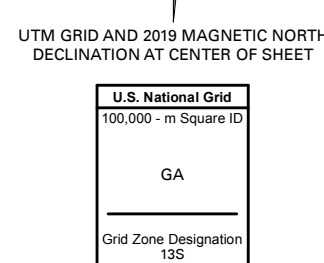 UTM GRID AND 2019 MAGNETIC NORTH
DECLINATION AT CENTER OF SHEET
U.S. National Grid
100,000 - m Square ID
GA
Grid Zone Designation
13S